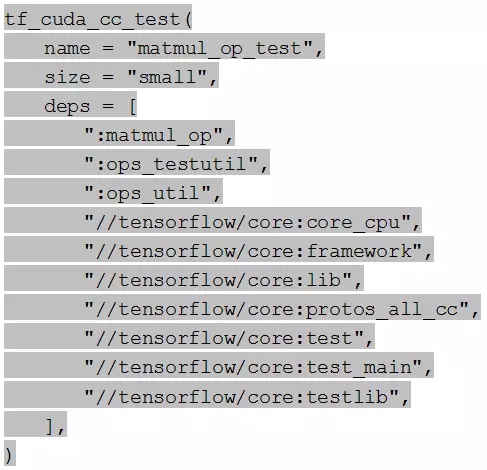 tf_cuda_cc_test(
    name = "matmul_op_test",
    size = "small",
    deps = [
        ":matmul_op",
        ":ops_testutil",
        ":ops_util",
        "//tensorflow/core:core_cpu",
        "//tensorflow/core:framework",
        "//tensorflow/core:lib",
        "//tensorflow/core:protos_all_cc",
        "//tensorflow/core:test",
        "//tensorflow/core:test_main",
        "//tensorflow/core:testlib",
    ],
)